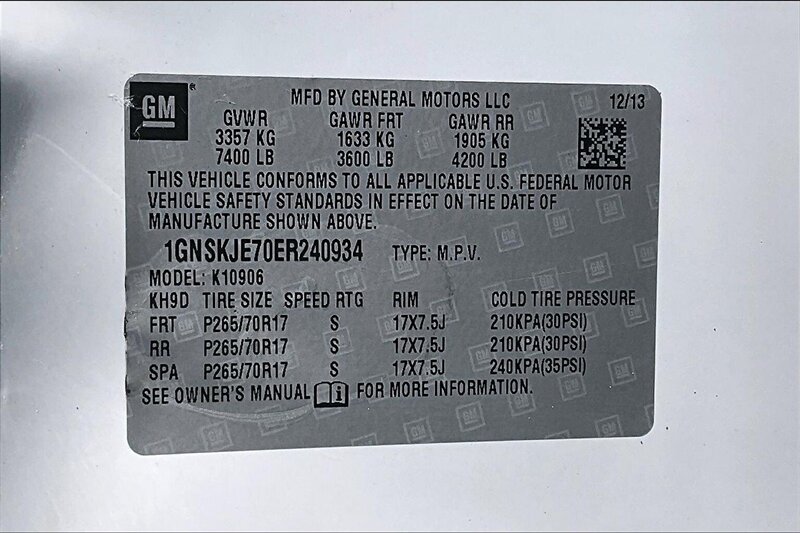 GM
MFD BY GENERAL MOTORS LLC 12/13
GVWR GAWR FRT GAWR RR
3357 KG 1633 KG 1905 KG
7400 LB 3600 LB 4200 LB
THIS VEHICLE CONFORMS TO ALL APPLICABLE U.S. FEDERAL MOTOR
VEHICLE SAFETY STANDARDS IN EFFECT ON THE DATE OF
MANUFACTURE SHOWN ABOVE.
1GNSKJE70ER240934 TYPE: M.P.V.
MODEL: K10906
KH9D TIRE SIZE SPEED RTG RIM COLD TIRE PRESSURE
FRT P265/70R17 S 17X7.5J 210KPA(30PSI)
RR P265/70R17 S 17X7.5J 210KPA(30PSI)
SPA P265/70R17 S 17X7.5J 240KPA(35PSI)
SEE OWNER'S MANUAL FOR MORE INFORMATION.